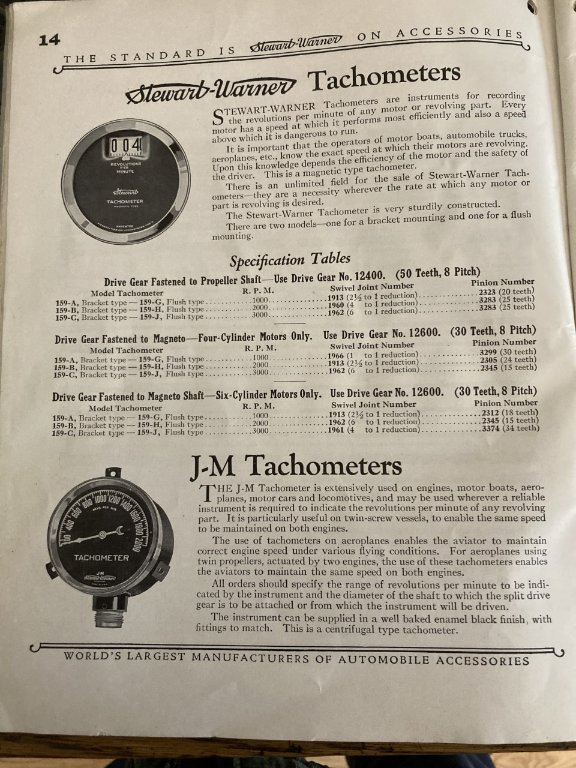 14
THE STANDARD IS Stewart-Warner ON ACCESSORIES
Stewart-Warner Tachometers
STEWART-WARNER Tachometers are instruments for recording
the revolutions per minute of any motor or revolving part. Every
motor has a speed at which it performs most efficiently and also a speed
above which it is dangerous to run.
It is important that the operators of motor boats, automobile trucks,
aeroplanes, etc., know the exact speed at which their motors are revolving.
Upon this knowledge depends the efficiency of the motor and the safety of
the driver. This is a magnetic type tachometer.
There is an unlimited field for the sale of Stewart-Warner Tach-
ometers—they are a necessity wherever the rate at which any motor or
part is revolving is desired.
The Stewart-Warner Tachometer is very sturdily constructed.
There are two models—one for a bracket mounting and one for a flush
mounting.
004
REVOLUTIONS
PER
MINUTE
TACHOMETER
Specification Tables
Drive Gear Fastened to Propeller Shaft—Use Drive Gear No. 12400. (50 Teeth, 8 Pitch)
Model Tachometer R. P. M. Swivel Joint Number Pinion Number
159-A, Bracket type — 159-G, Flush type 1000 1913 (2½ to 1 reduction) 2323 (20 teeth)
159-B, Bracket type — 159-H, Flush type 2000 1960 (4 to 1 reduction) 3283 (25 teeth)
159-C, Bracket type — 159-J, Flush type 3000 1962 (6 to 1 reduction) 3283 (25 teeth)
Drive Gear Fastened to Magneto—Four-Cylinder Motors Only. Use Drive Gear No. 12600. (30 Teeth, 8 Pitch)
Model Tachometer R. P. M. Swivel Joint Number Pinion Number
159-A, Bracket type — 159-G, Flush type 1000 1966 (1 to 1 reduction) 3299 (30 teeth)
159-B, Bracket type — 159-H, Flush type 2000 1913 (2½ to 1 reduction) 2305 (24 teeth)
159-C, Bracket type — 159-J, Flush type 3000 1962 (6 to 1 reduction) 2345 (15 teeth)
Drive Gear Fastened to Magneto Shaft—Six-Cylinder Motors Only. Use Drive Gear No. 12600. (30 Teeth, 8 Pitch)
Model Tachometer R. P. M. Swivel Joint Number Pinion Number
159-A, Bracket type — 159-G, Flush type 1000 1913 (2½ to 1 reduction) 2312 (18 teeth)
159-B, Bracket type — 159-H, Flush type 2000 1962 (6 to 1 reduction) 2345 (15 teeth)
159-C, Bracket type — 159-J, Flush type 3000 1961 (4 to 1 reduction) 3374 (34 teeth)
J-M Tachometers
THE J-M Tachometer is extensively used on engines, motor boats, aero-
planes, motor cars and locomotives, and may be used wherever a reliable
instrument is required to indicate the revolutions per minute of any revolving
part. It is particularly useful on twin-screw vessels, to enable the same speed
to be maintained on both engines.
The use of tachometers on aeroplanes enables the aviator to maintain
correct engine speed under various flying conditions. For aeroplanes using
twin propellers, actuated by two engines, the use of these tachometers enables
the aviators to maintain the same speed on both engines.
All orders should specify the range of revolutions per minute to be indi-
cated by the instrument and the diameter of the shaft to which the split drive
gear is to be attached or from which the instrument will be driven.
The instrument can be supplied in a well baked enamel black finish, with
fittings to match. This is a centrifugal type tachometer.
TACHOMETER
JM
WORLD'S LARGEST MANUFACTURERS OF AUTOMOBILE ACCESSORIES